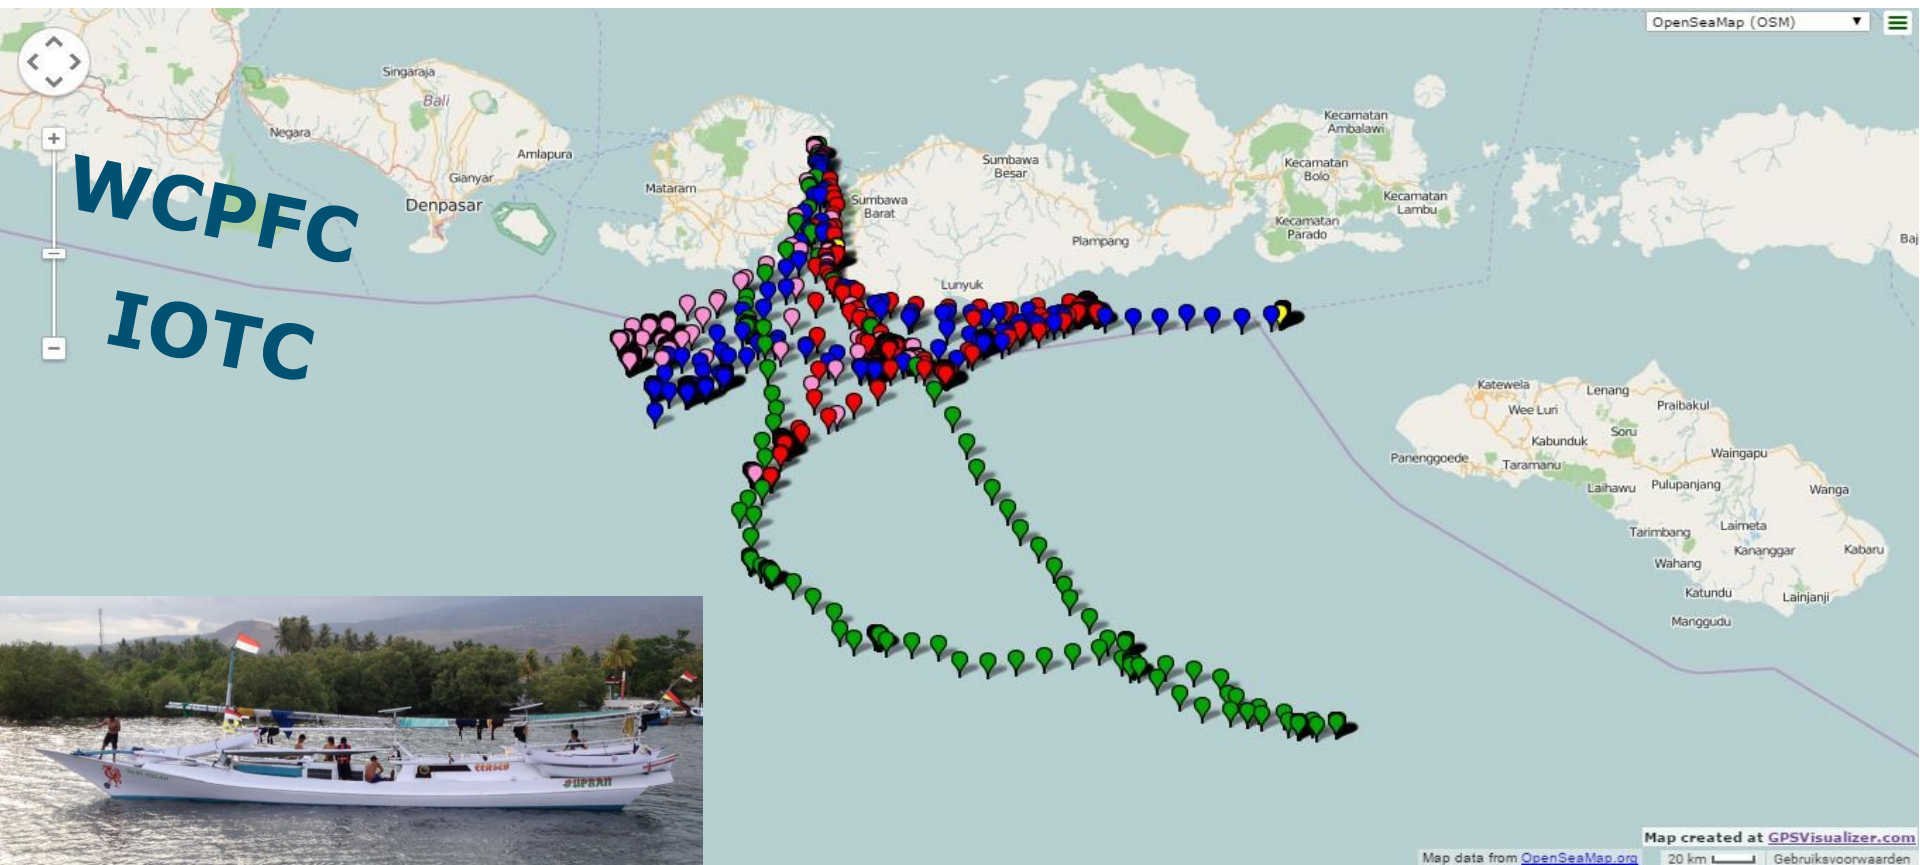 OpenSeaMap (OSM)
Singaraja
Bali
Negara
Amlapura
Gianyar
Denpasar
Mataram
WCPFC
IOTC
Sumbawa
Besar
Sumbawa
Barat
Plampang
Lunyuk
Kecamatan
Ambalawi
Kecamatan
Bolo
Kecamatan
Lambu
Kecamatan
Parado
Baj
Katewela
Lenang
Wee Luri
Praibakul
Kabunduk
Soru
Panenggoede
Taramanu
Waingapu
Laihawu
Pulupanjang
Wanga
Tarimbang
Laimeta
Kananggar
Kabaru
Wahang
Katundu
Lainjanji
Manggudu
SUPRAN
Map created at GPSVisualizer.com
Map data from OpenSeaMap.org
20 km
Gebruiksvoorwaarden